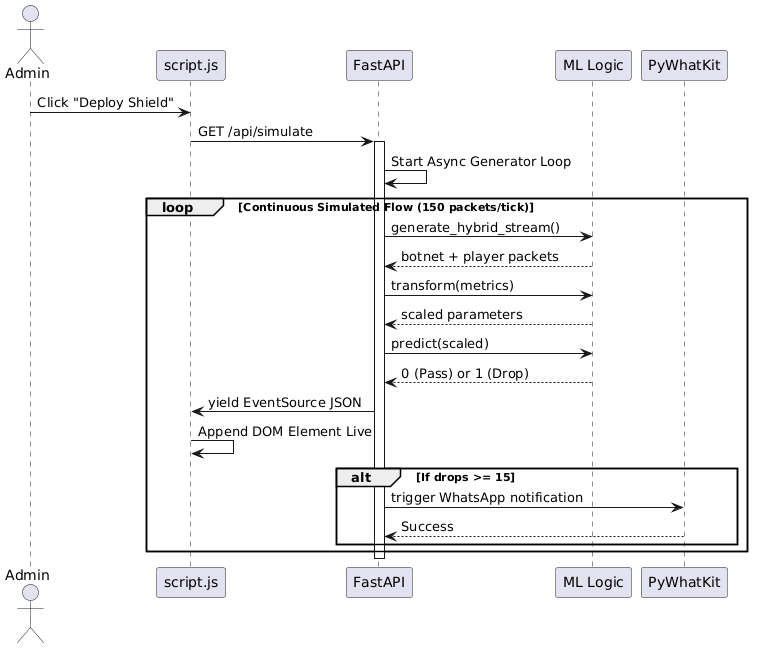 Admin
script.js
FastAPI
ML Logic
PyWhatKit
Click "Deploy Shield"
GET /api/simulate
Start Async Generator Loop
loop
[Continuous Simulated Flow (150 packets/tick)]
generate_hybrid_stream()
botnet + player packets
transform(metrics)
scaled parameters
predict(scaled)
0 (Pass) or 1 (Drop)
yield EventSource JSON
Append DOM Element Live
alt
[If drops >= 15]
trigger WhatsApp notification
Success
Admin
script.js
FastAPI
ML Logic
PyWhatKit